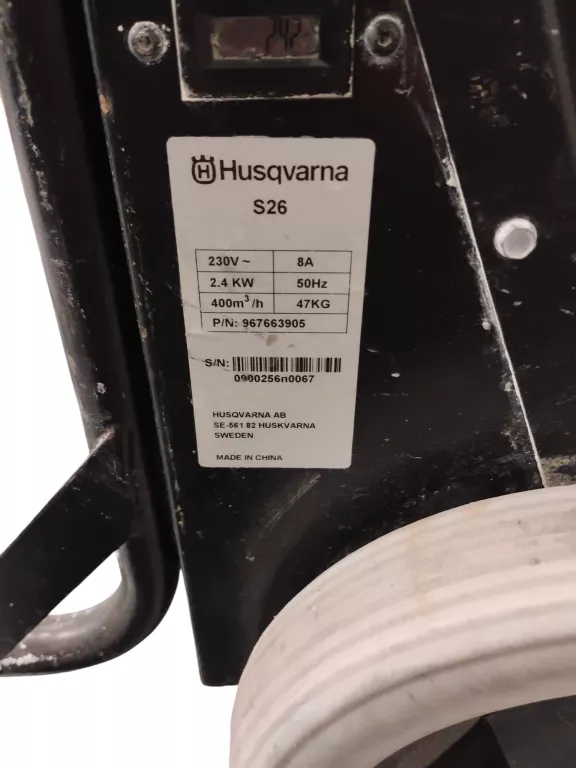 242
Husqvarna
S26
230V ~ 8A
2.4 KW 50Hz
400m³/h 47KG
P/N: 967663905
S/N:
0900256n0067
HUSQVARNA AB
SE-561 82 HUSKVARNA
SWEDEN
MADE IN CHINA